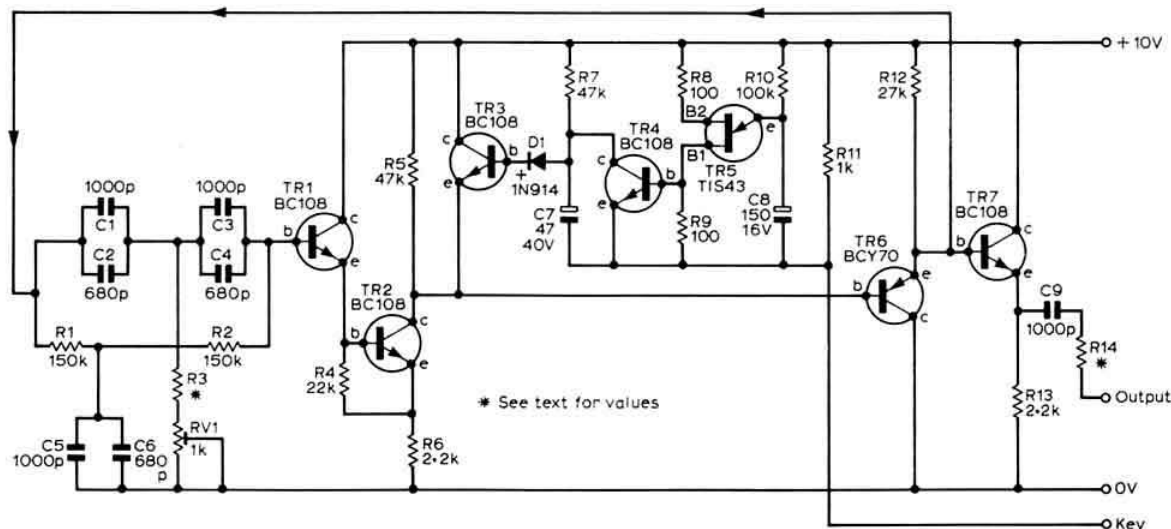 +10V
R7
47k
R8
100
R10
100k
R12
27k
TR3
BC108
B2
e
c
D1
b
+
1N914
TR4
BC108
c
B1
TR5
TIS43
R11
1k
R5
47k
e
b
e
1000p
C1
C2
680p
1000p
C3
C4
680p
TR1
BC108
b
c
e
C7
47
40V
R9
100
C8
150
16V
TR7
BC108
b
c
e
TR6
BCY70
b
e
c
TR2
BC108
b
c
e
C9
1000p
R14
*
R1
150k
R2
150k
R3
*
R4
22k
* See text for values
R13
2·2k
Output
C5
1000p
C6
680
p
RV1
1k
R6
2·2k
0V
Key